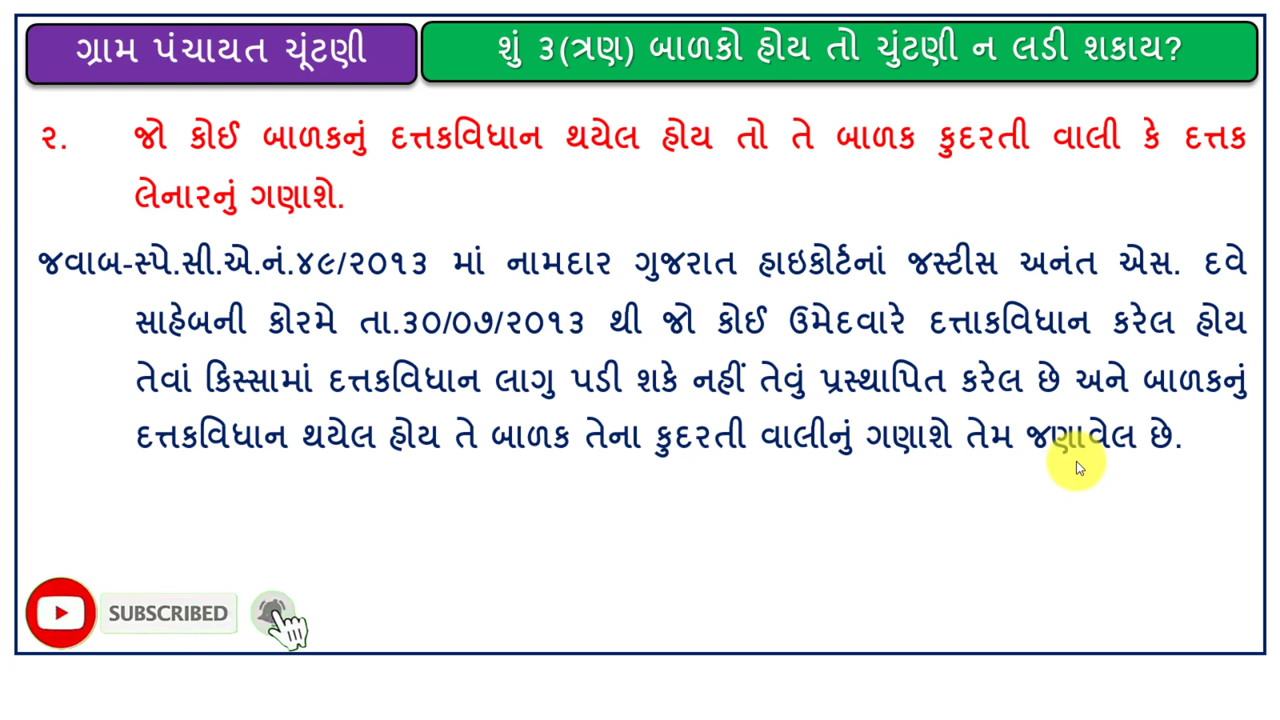 ગ્રામ પંચાયત ચૂંટણી
શું ૩(ત્રણ) બાળકો હોય તો ચુંટણી ન લડી શકાય?
૨. જો કોઈ બાળકનું દત્તકવિધાન થયેલ હોય તો તે બાળક કુદરતી વાલી કે દત્તક
લેનારનું ગણાશે.
જવાબ-સ્પે.સી.એ.નં.૪૯/૨૦૧૩ માં નામદાર ગુજરાત હાઇકોર્ટનાં જસ્ટીસ અનંત એસ. દવે
સાહેબની કોરમે તા.૩૦/૦૭/૨૦૧૩ થી જો કોઈ ઉમેદવારે દત્તાકવિધાન કરેલ હોય
તેવાં કિસ્સામાં દત્તકવિધાન લાગુ પડી શકે નહીં તેવું પ્રસ્થાપિત કરેલ છે અને બાળકનું
દત્તકવિધાન થયેલ હોય તે બાળક તેના કુદરતી વાલીનું ગણાશે તેમ જણાવેલ છે.
SUBSCRIBED